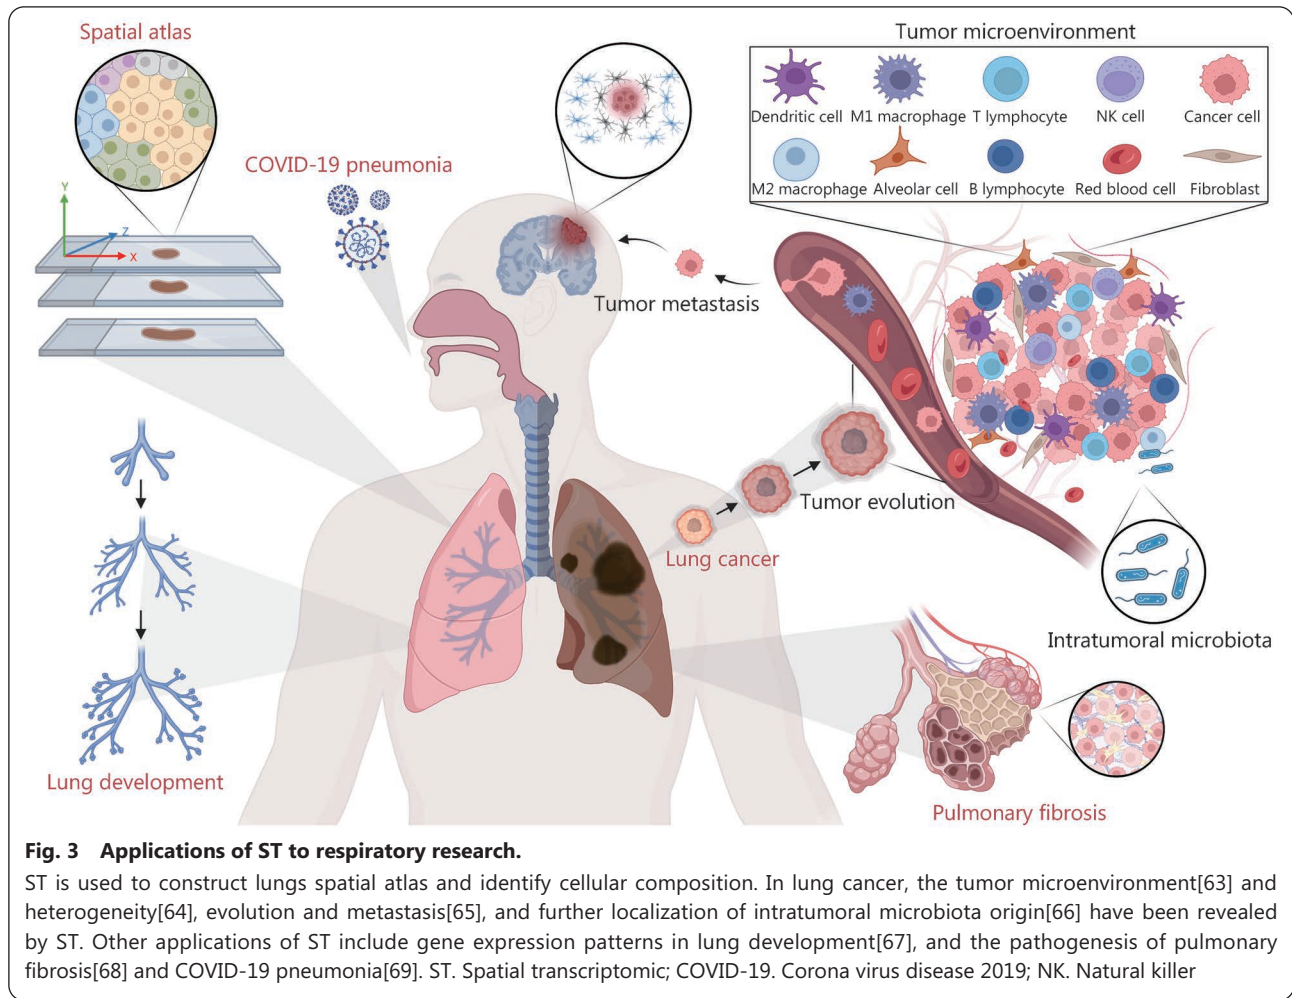 Spatial atlas
Tumor microenvironment
Dendritic cell M1 macrophage T lymphocyte NK cell Cancer cell
M2 macrophage Alveolar cell B lymphocyte Red blood cell Fibroblast
COVID-19 pneumonia
Y
Z
X
Tumor metastasis
Tumor evolution
Lung cancer
Intratumoral microbiota
Lung development
Pulmonary fibrosis
Fig. 3 Applications of ST to respiratory research.
ST is used to construct lungs spatial atlas and identify cellular composition. In lung cancer, the tumor microenvironment[63] and
heterogeneity[64], evolution and metastasis[65], and further localization of intratumoral microbiota origin[66] have been revealed
by ST. Other applications of ST include gene expression patterns in lung development[67], and the pathogenesis of pulmonary
fibrosis[68] and COVID-19 pneumonia[69]. ST. Spatial transcriptomic; COVID-19. Corona virus disease 2019; NK. Natural killer